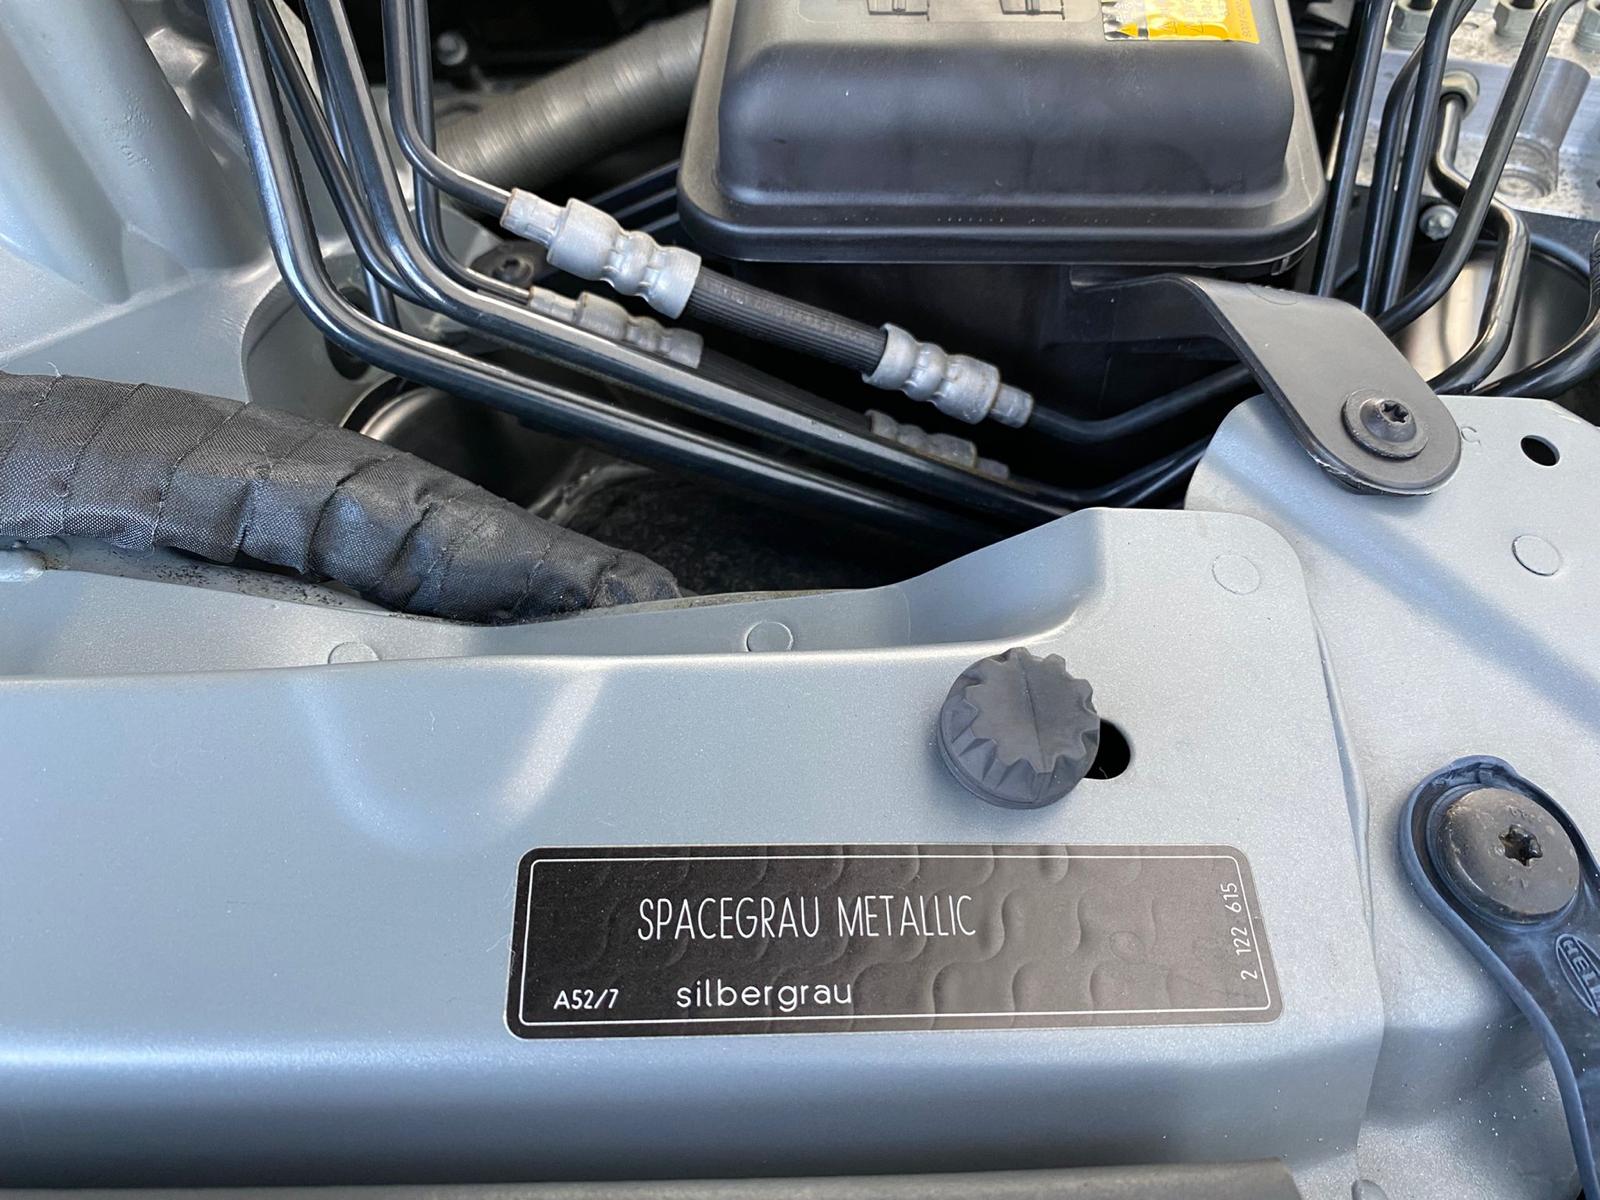 SPACEGRAU METALLIC
A52/7 silbergrau
2 122 615